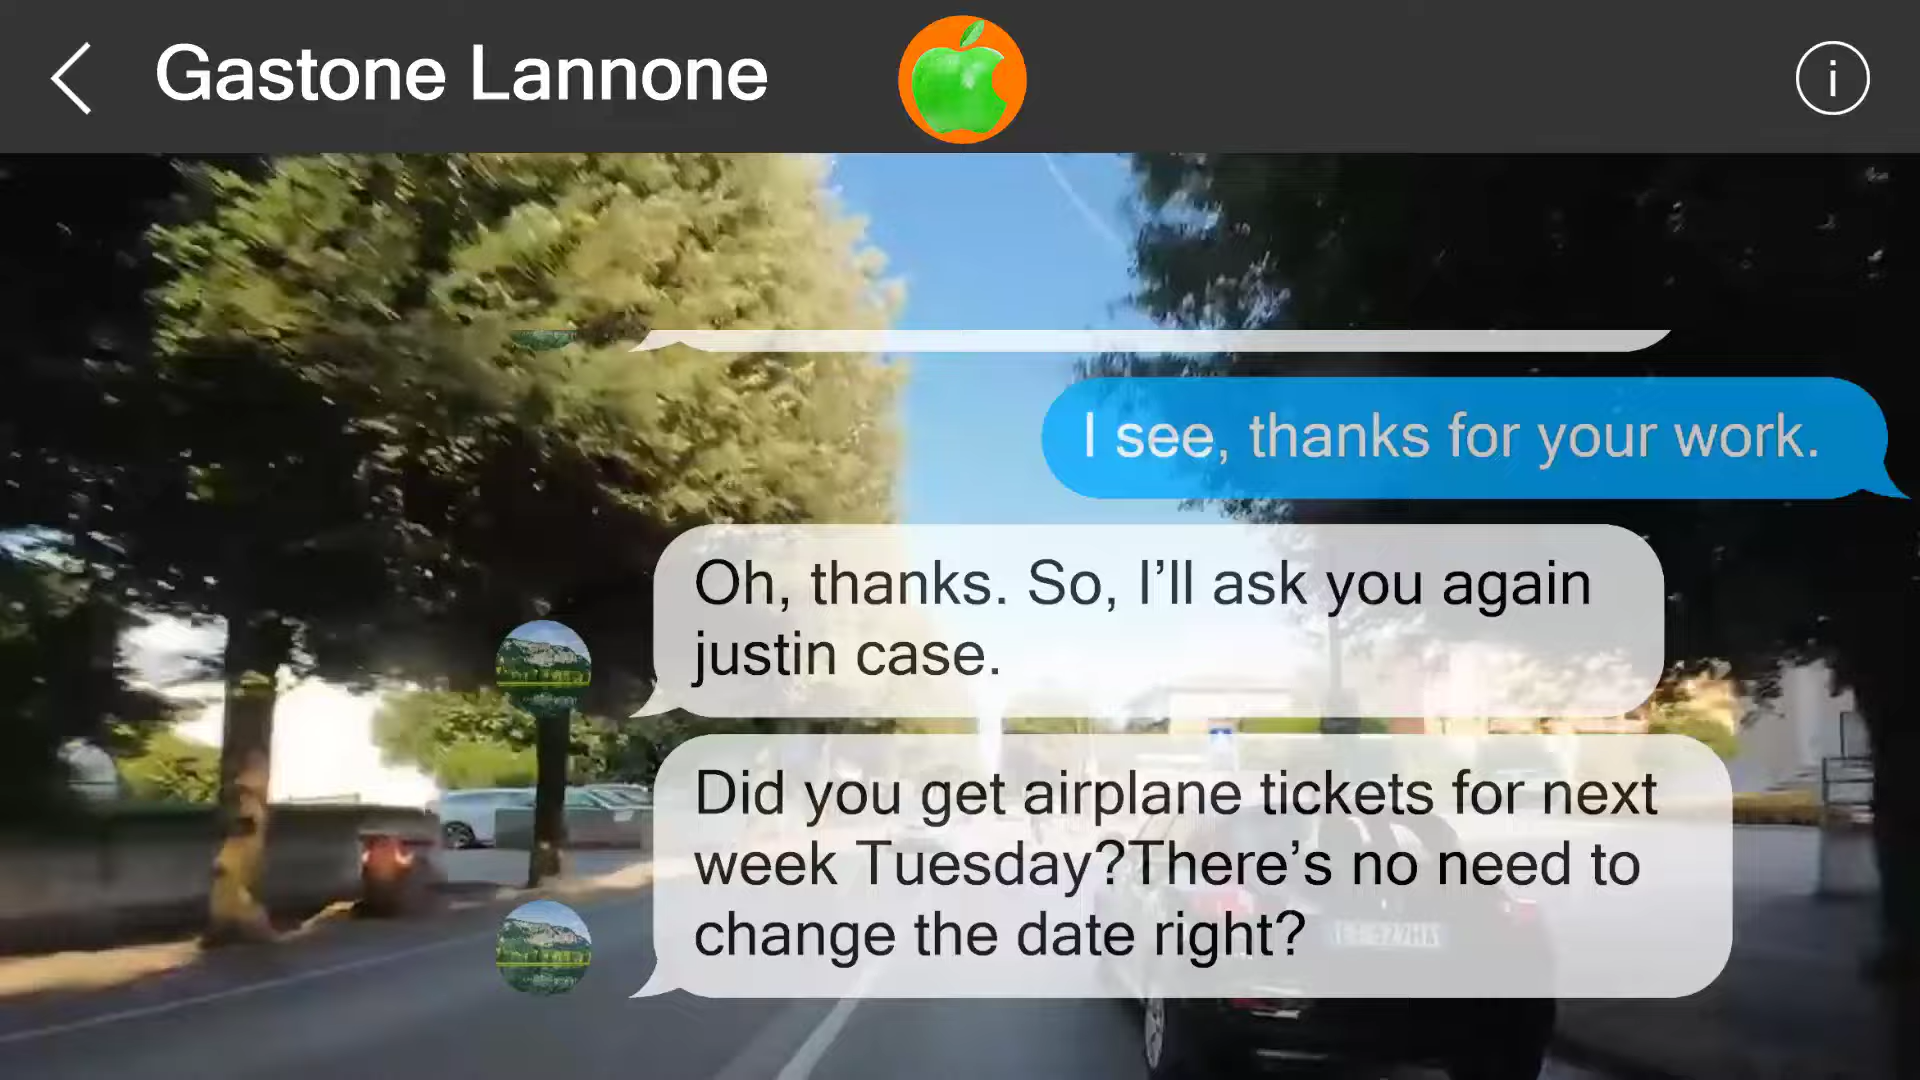 Gastone Lannone
i
I see, thanks for your work.
Oh, thanks. So, I’ll ask you again
justin case.
Did you get airplane tickets for next
week Tuesday?There’s no need to
change the date right?